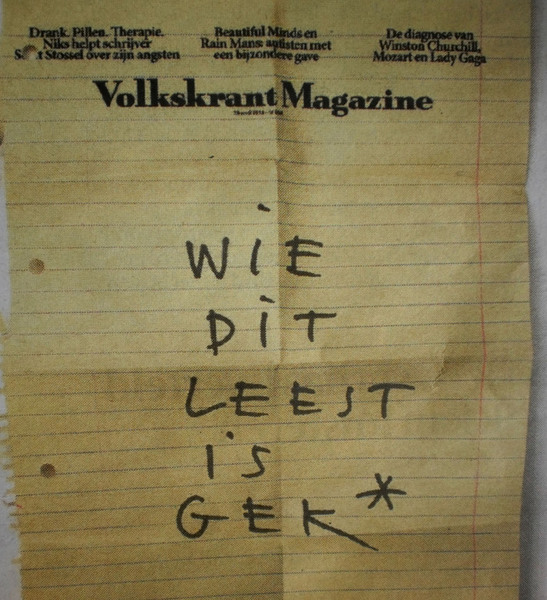 Drank. Pillen. Therapie.
Niks helpt schrijver
Stossel over zijn angsten
Beautiful Minds en
Rain Mans: autisten met
een bijzondere gave
De diagnose van
Winston Churchill,
Mozart en Lady Gaga
Volkskrant Magazine
WIE
DIT
LEEST
IS
GEK*